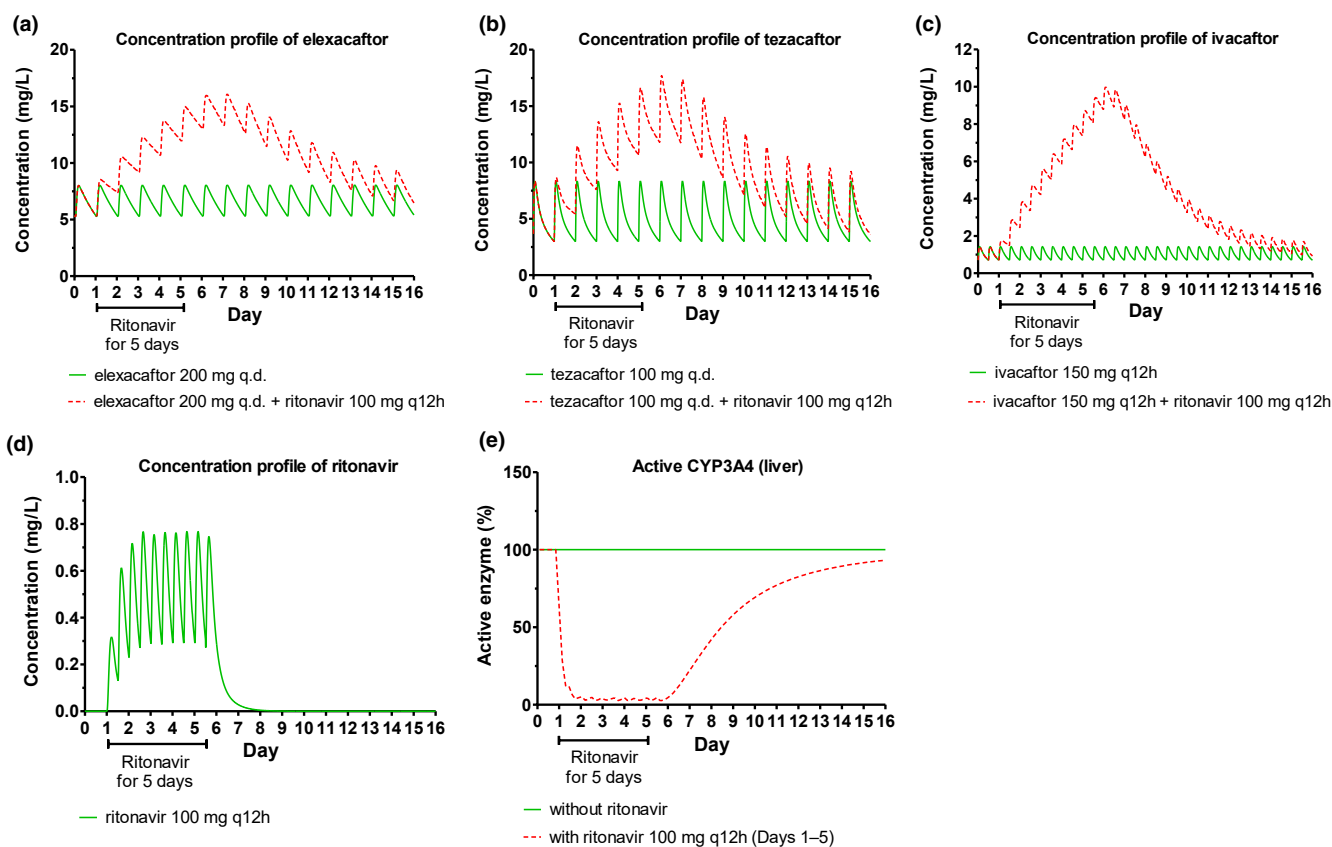 (a)
Concentration profile of elexacaftor
Concentration (mg/L)
20
15
10
5
0
0 1 2 3 4 5 6 7 8 9 10 11 12 13 14 15 16
Day
Ritonavir
for 5 days
elexacaftor 200 mg q.d.
elexacaftor 200 mg q.d. + ritonavir 100 mg q12h
(b)
Concentration profile of tezacaftor
Concentration (mg/L)
20
15
10
5
0
0 1 2 3 4 5 6 7 8 9 10 11 12 13 14 15 16
Day
Ritonavir
for 5 days
tezacaftor 100 mg q.d.
tezacaftor 100 mg q.d. + ritonavir 100 mg q12h
(c)
Concentration profile of ivacaftor
Concentration (mg/L)
12
10
8
6
4
2
0
0 1 2 3 4 5 6 7 8 9 10 11 12 13 14 15 16
Day
Ritonavir
for 5 days
ivacaftor 150 mg q12h
ivacaftor 150 mg q12h + ritonavir 100 mg q12h
(d)
Concentration profile of ritonavir
Concentration (mg/L)
1.0
0.8
0.6
0.4
0.2
0.0
0 1 2 3 4 5 6 7 8 9 10 11 12 13 14 15 16
Day
Ritonavir
for 5 days
ritonavir 100 mg q12h
(e)
Active CYP3A4 (liver)
Active enzyme (%)
150
100
50
0
0 1 2 3 4 5 6 7 8 9 10 11 12 13 14 15 16
Day
Ritonavir
for 5 days
without ritonavir
with ritonavir 100 mg q12h (Days 1–5)